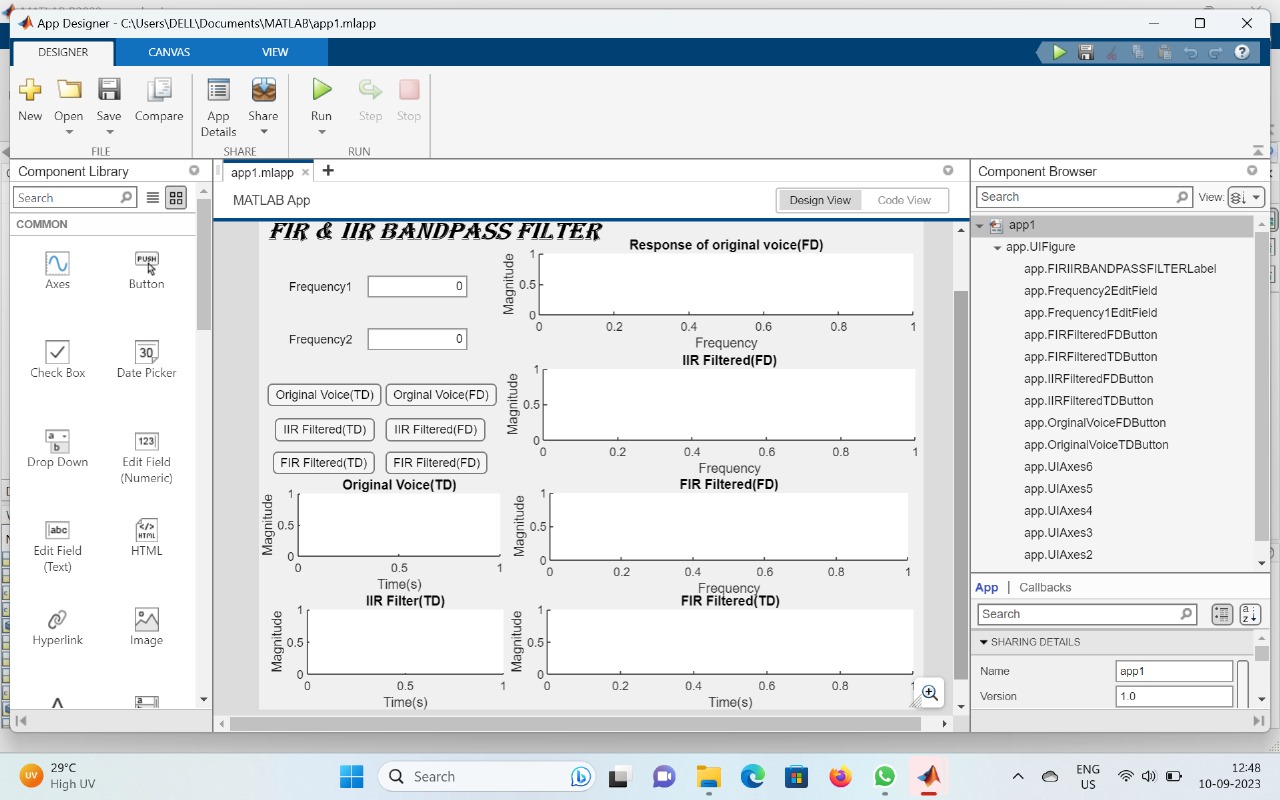 App Designer - C:\Users\DELL\Documents\MATLAB\app1.mlapp
DESIGNER CANVAS VIEW
New Open Save Compare App Details Share Run Step Stop
FILE SHARE RUN
Component Library
Search
COMMON
Axes Button
Check Box Date Picker
Drop Down Edit Field (Numeric)
Edit Field (Text) HTML
Hyperlink Image
app1.mlapp
MATLAB App
Design View Code View
FIR & IIR BANDPASS FILTER
Frequency1 0
Frequency2 0
Original Voice(TD) Orginal Voice(FD)
IIR Filtered(TD) IIR Filtered(FD)
FIR Filtered(TD) FIR Filtered(FD)
Response of original voice(FD)
Magnitude
1
0.5
0
0 0.2 0.4 0.6 0.8 1
Frequency
IIR Filtered(FD)
Magnitude
1
0.5
0
0 0.2 0.4 0.6 0.8 1
Frequency
Original Voice(TD)
Magnitude
1
0.5
0
0 0.5 1
Time(s)
FIR Filtered(FD)
Magnitude
1
0.5
0
0 0.2 0.4 0.6 0.8 1
Frequency
IIR Filter(TD)
Magnitude
1
0.5
0
0 0.5 1
Time(s)
FIR Filtered(TD)
Magnitude
1
0.5
0
0 0.2 0.4 0.6 0.8
Time(s)
Component Browser
Search View:
app1
app.UIFigure
app.FIRIIRBANDPASSFILTERLabel
app.Frequency2EditField
app.Frequency1EditField
app.FIRFilteredFDButton
app.FIRFilteredTDButton
app.IIRFilteredFDButton
app.IIRFilteredTDButton
app.OrginalVoiceFDButton
app.OriginalVoiceTDButton
app.UIAxes6
app.UIAxes5
app.UIAxes4
app.UIAxes3
app.UIAxes2
App | Callbacks
Search
SHARING DETAILS
Name app1
Version 1.0
UV
29°C
High UV
Search
ENG
US
12:48
10-09-2023